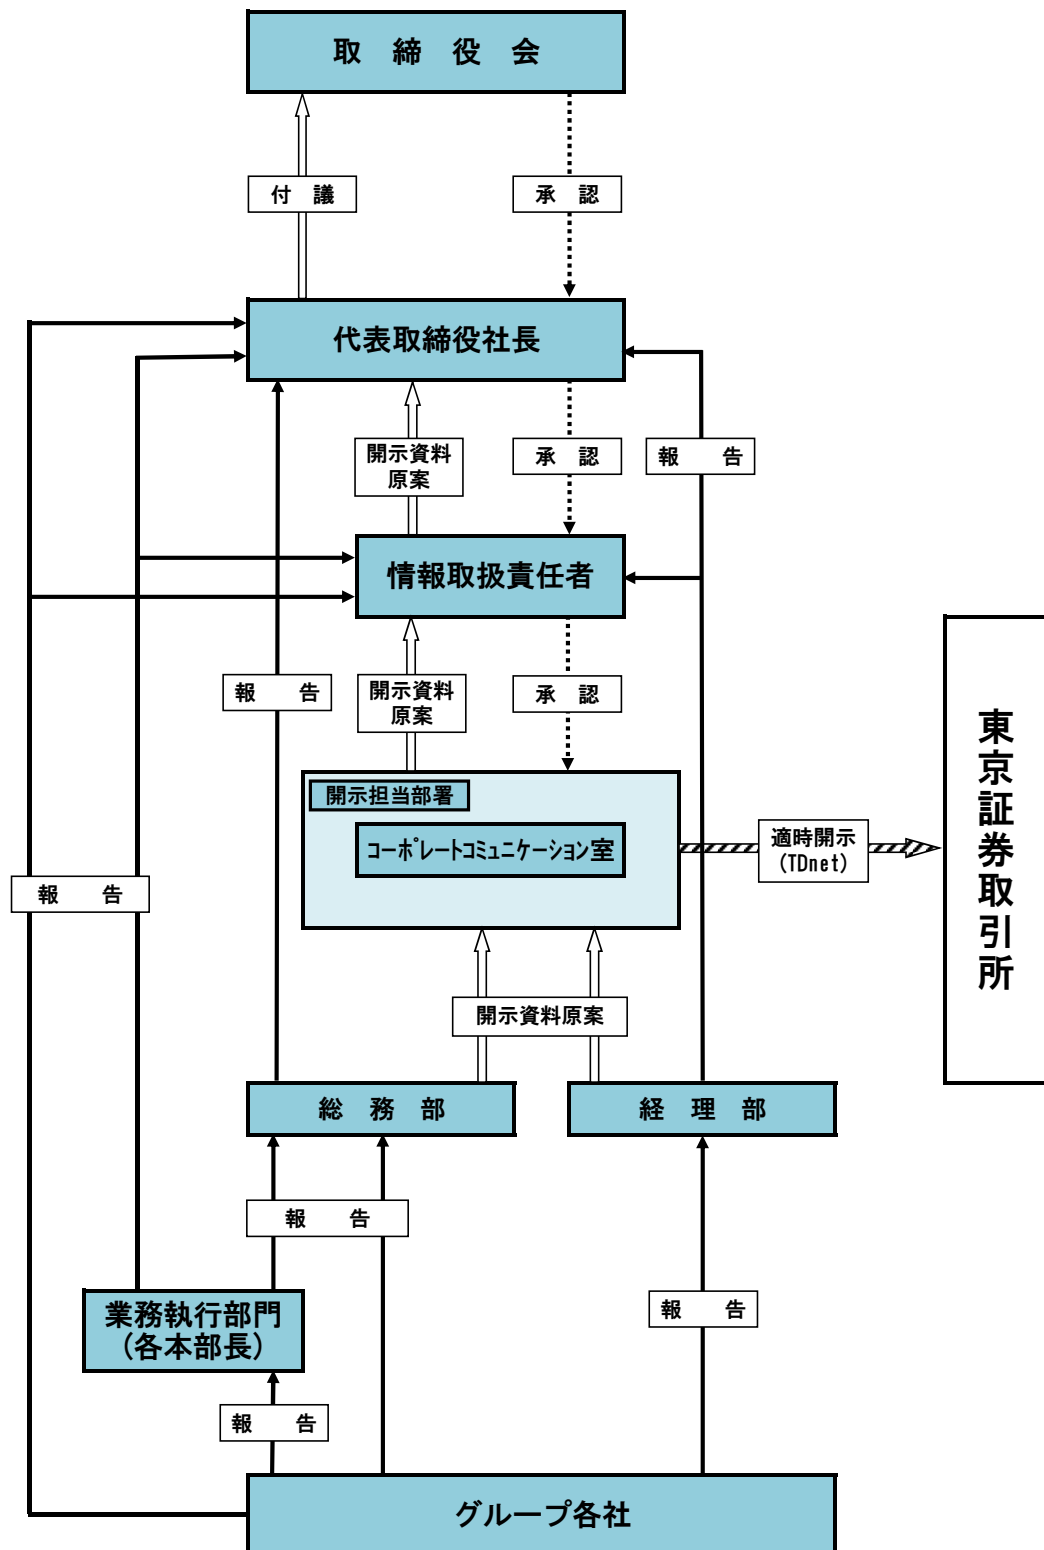 取　締　役　会
付　議
承　認
代表取締役社長
開示資料
原案
承　認
報　　告
情報取扱責任者
報　　告
開示資料
原案
承　認
開示担当部署
ｺｰﾎﾟﾚｰﾄｺﾐｭﾆｹｰｼｮﾝ室
適時開示
(TDnet)
東京証券取引所
報　　告
開示資料原案
総　務　部
経　理　部
報　　告
業務執行部門
（各本部長）
報　　告
報　　告
グループ各社